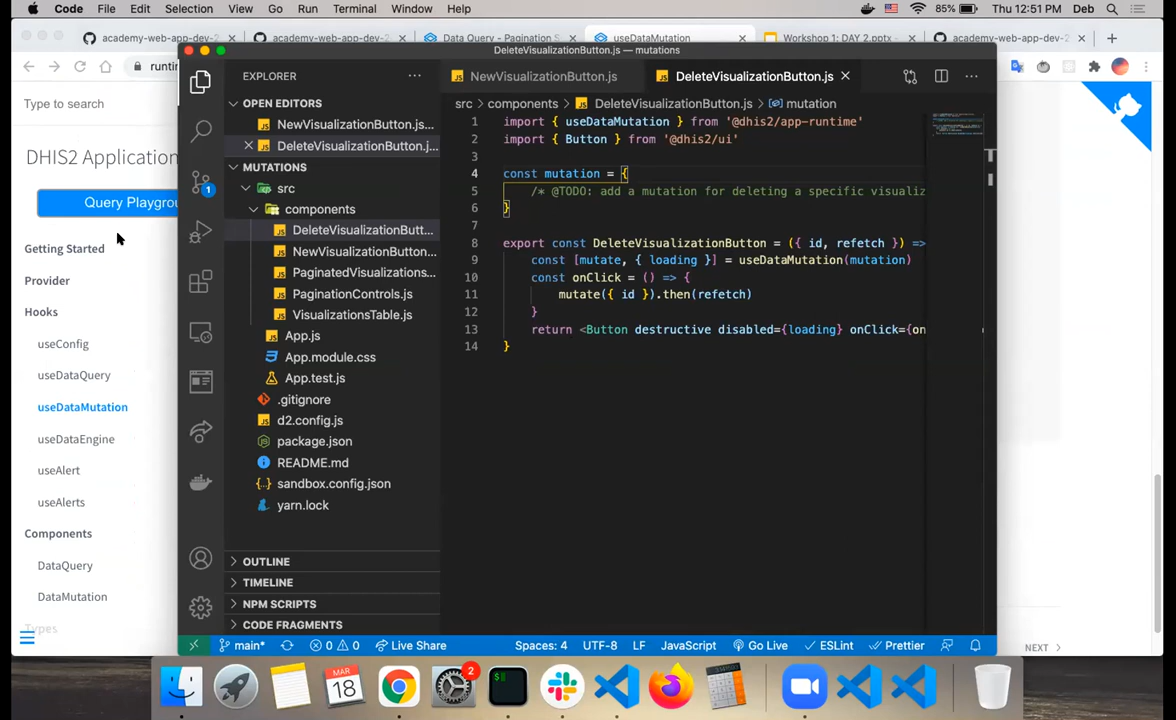 Code File Edit Selection View Go Run Terminal Window Help 85% Thu 12:51 PM Deb
academy-web-app-dev-2
academy-web-app-dev-2
Data Query - Pagination
useDataMutation
Workshop 1: DAY 2.pptx
academy-web-app-dev-2
runti
Type to search
DHIS2 Application
Query Playgrou
Getting Started
Provider
Hooks
useConfig
useDataQuery
useDataMutation
useDataEngine
useAlert
useAlerts
Components
DataQuery
DataMutation
Types
DeleteVisualizationButton.js — mutations
EXPLORER
OPEN EDITORS
NewVisualizationButton.js...
DeleteVisualizationButton.j...
MUTATIONS
src
components
DeleteVisualizationButt...
NewVisualizationButton...
PaginatedVisualizations...
PaginationControls.js
VisualizationsTable.js
App.js
App.module.css
App.test.js
.gitignore
d2.config.js
package.json
README.md
sandbox.config.json
yarn.lock
OUTLINE
TIMELINE
NPM SCRIPTS
CODE FRAGMENTS
1
NewVisualizationButton.js
DeleteVisualizationButton.js
src > components > DeleteVisualizationButton.js > mutation
1 import { useDataMutation } from '@dhis2/app-runtime'
2 import { Button } from '@dhis2/ui'
3
4 const mutation = {
5 /* @TODO: add a mutation for deleting a specific visualiz
6 }
7
8 export const DeleteVisualizationButton = ({ id, refetch }) =>
9 const [mutate, { loading }] = useDataMutation(mutation)
10 const onClick = () => {
11 mutate({ id }).then(refetch)
12 }
13 return <Button destructive disabled={loading} onClick={on
14 }
main* 0 0 Live Share Spaces: 4 UTF-8 LF JavaScript Go Live ESLint Prettier
NEXT
MAR
18
2